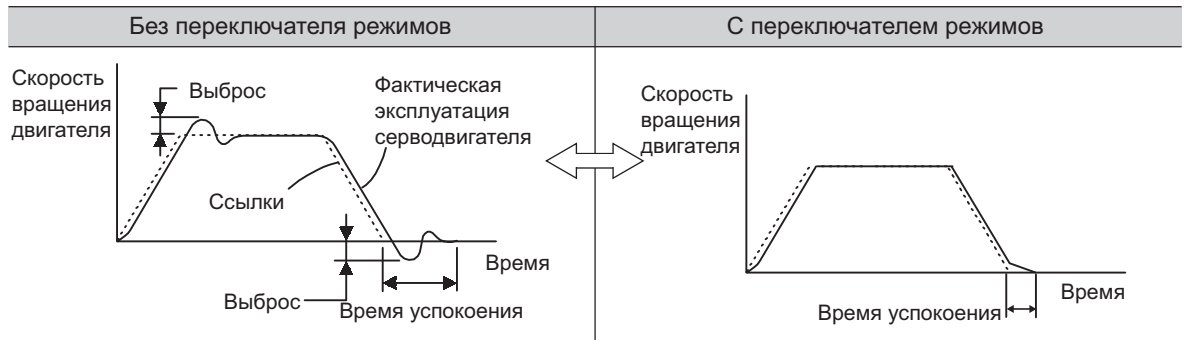 Без переключателя режимов
С переключателем режимов
Скорость
вращения
двигателя
Выброс
Фактическая
эксплуатация
серводвигателя
Ссылки
Время
Выброс
Время успокоения
Скорость
вращения
двигателя
Время
Время успокоения